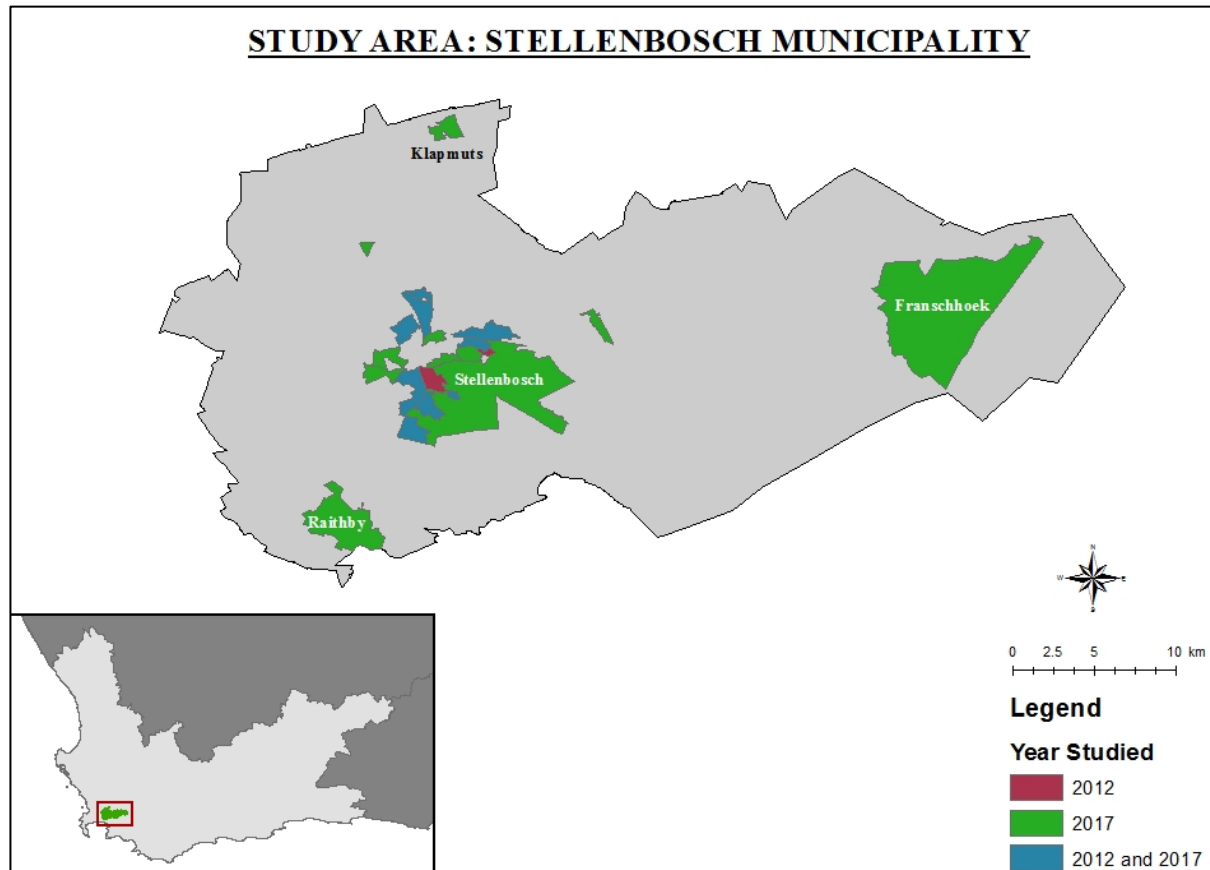 STUDY AREA: STELLENBOSCH MUNICIPALITY
Klapmuts
Franschhoek
Stellenbosch
Raithby
N
W E
S
0 2.5 5 10 km
Legend
Year Studied
2012
2017
2012 and 2017